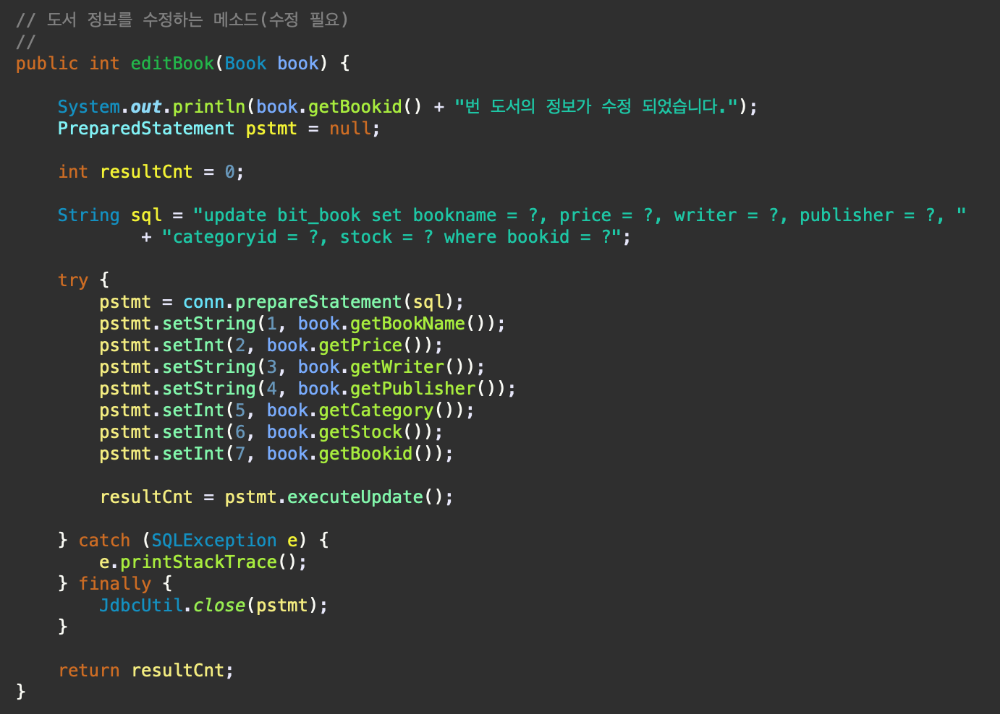 // 도서 정보를 수정하는 메소드(수정 필요)
//
public int editBook(Book book) {
System.out.println(book.getBookid() + "번 도서의 정보가 수정 되었습니다.");
PreparedStatement pstmt = null;
int resultCnt = 0;
String sql = "update bit_book set bookname = ?, price = ?, writer = ?, publisher = ?, "
+ "categoryid = ?, stock = ? where bookid = ?";
try {
pstmt = conn.prepareStatement(sql);
pstmt.setString(1, book.getBookName());
pstmt.setInt(2, book.getPrice());
pstmt.setString(3, book.getWriter());
pstmt.setString(4, book.getPublisher());
pstmt.setInt(5, book.getCategory());
pstmt.setInt(6, book.getStock());
pstmt.setInt(7, book.getBookid());
resultCnt = pstmt.executeUpdate();
} catch (SQLException e) {
e.printStackTrace();
} finally {
JdbcUtil.close(pstmt);
}
return resultCnt;
}